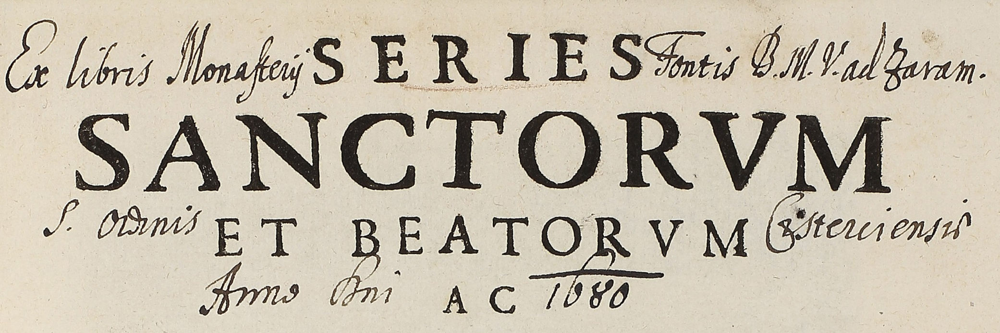 Ex libris Monasterij SERIES Fontis B. M. V. ad Zaram.
SANCTORVM
S. Ordinis ET BEATORVM Cisterciensis
Anno Dni AC 1680